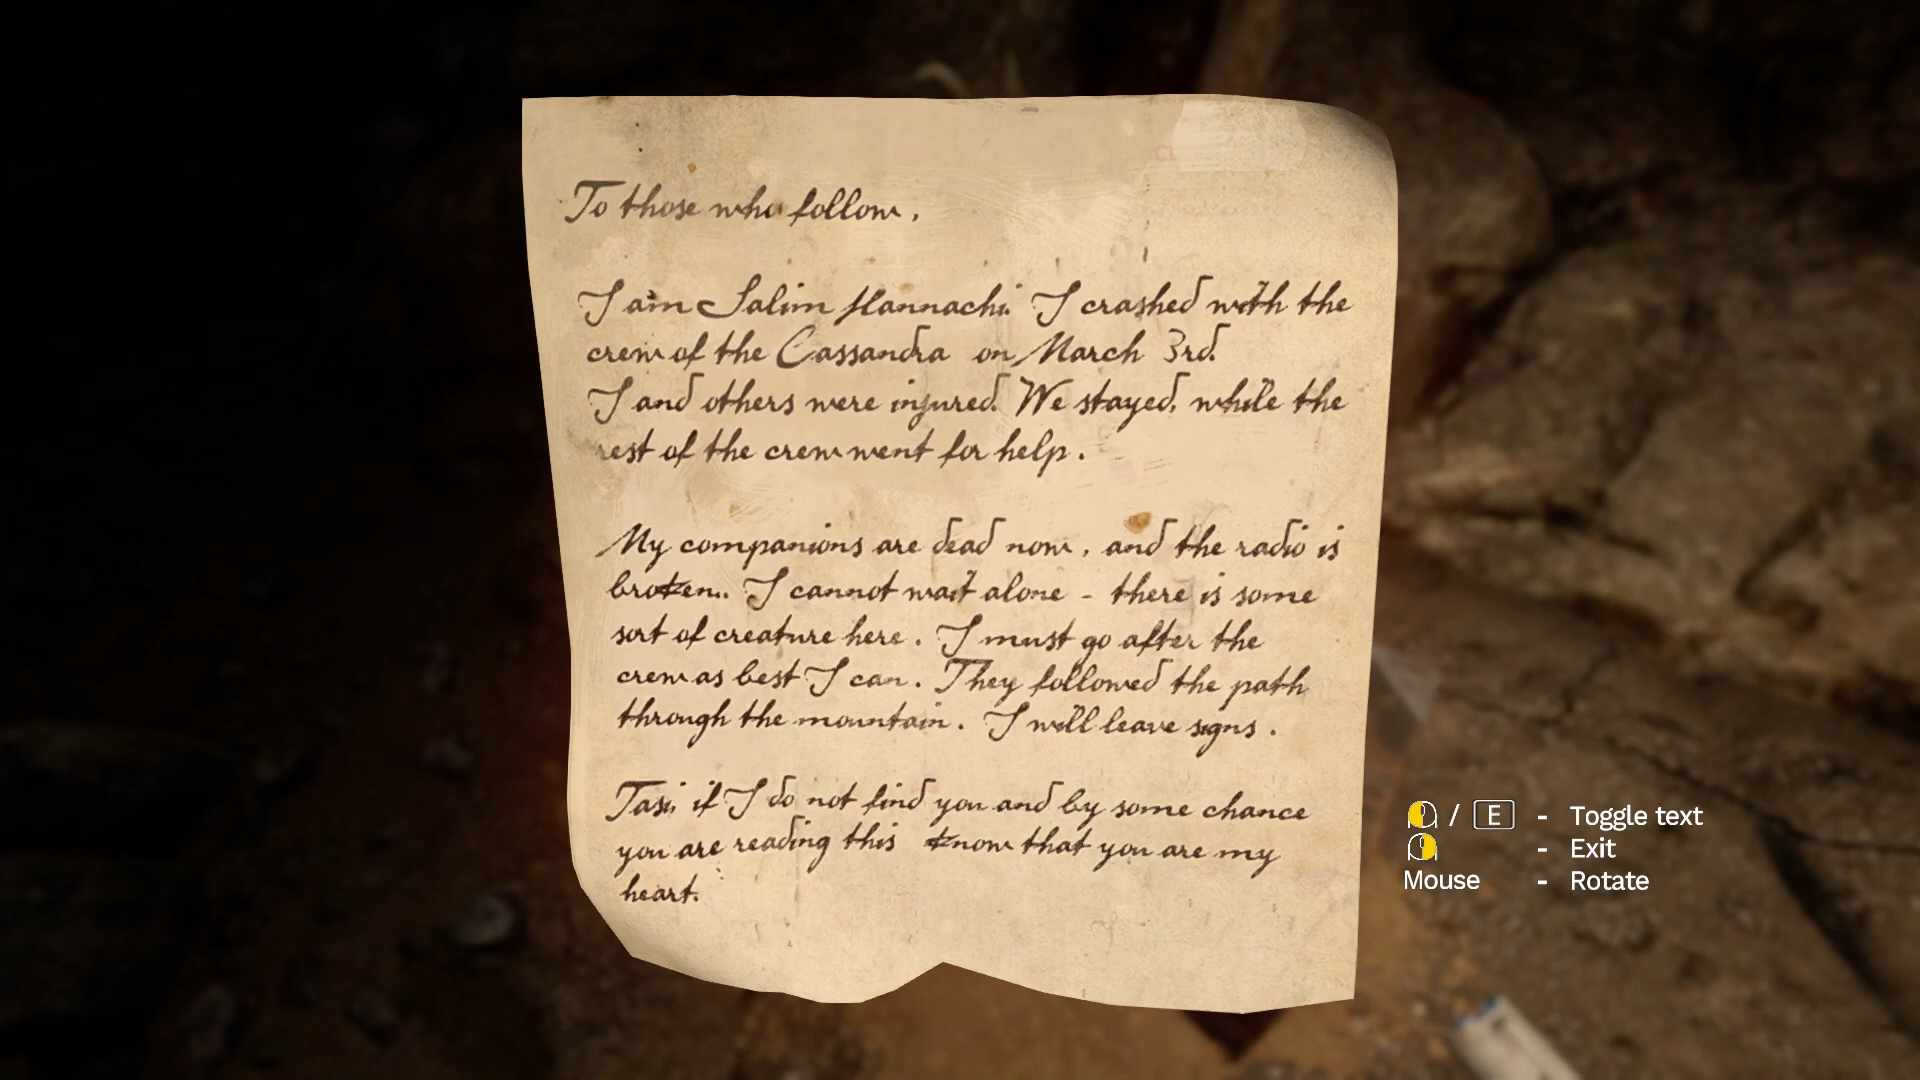 To those who follow,
I am Salim Hannachi. I crashed with the
crew of the Cassandra on March 3rd.
I and others were injured. We stayed, while the
rest of the crew went for help.
My companions are dead now, and the radio is
broken. I cannot wait alone - there is some
sort of creature here. I must go after the
crew as best I can. They followed the path
through the mountain. I will leave signs.
Tasi, if I do not find you and by some chance
you are reading this know that you are my
heart.
/ E - Toggle text
- Exit
Mouse - Rotate